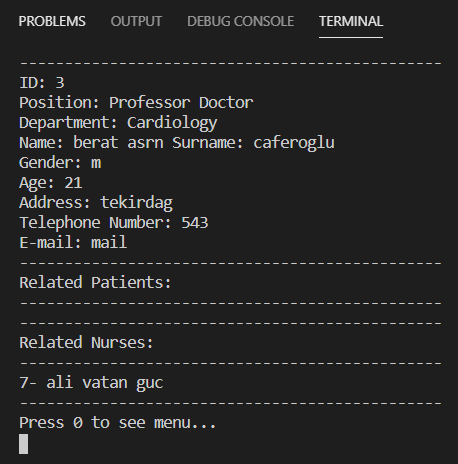 PROBLEMS OUTPUT DEBUG CONSOLE TERMINAL
-----------------------------------------------
ID: 3
Position: Professor Doctor
Department: Cardiology
Name: berat asrn Surname: caferoglu
Gender: m
Age: 21
Address: tekirdag
Telephone Number: 543
E-mail: mail
-----------------------------------------------
Related Patients:
-----------------------------------------------
-----------------------------------------------
Related Nurses:
-----------------------------------------------
7- ali vatan guc
-----------------------------------------------
Press 0 to see menu...